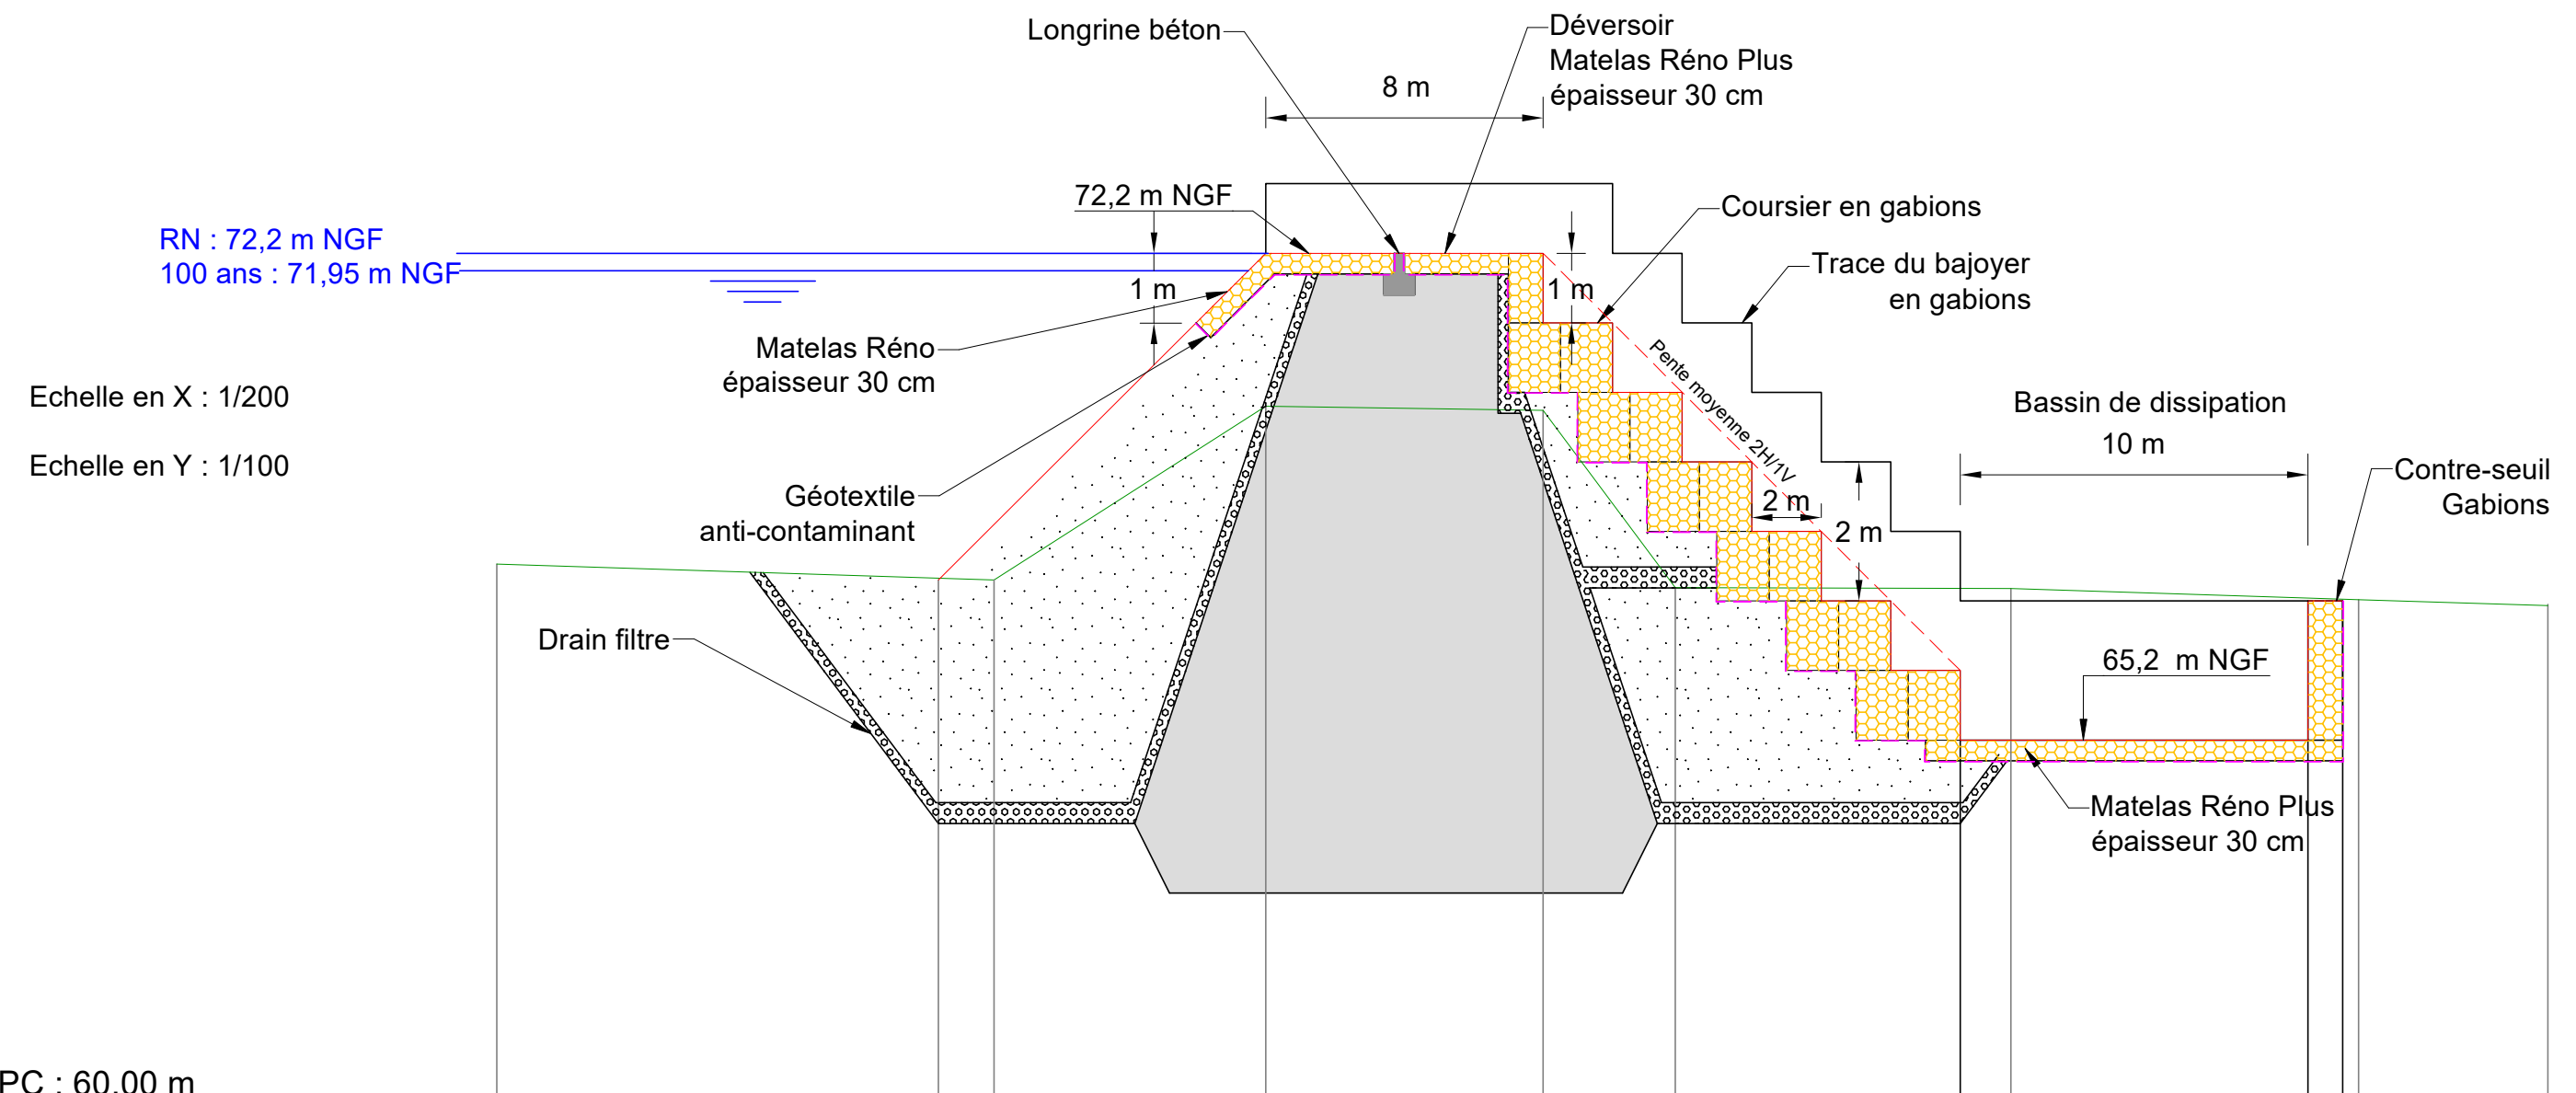 Longrine béton
Déversoir
Matelas Réno Plus
épaisseur 30 cm
8 m
72,2 m NGF
Coursier en gabions
RN : 72,2 m NGF
100 ans : 71,95 m NGF
Trace du bajoyer
en gabions
1 m
1 m
Matelas Réno
épaisseur 30 cm
Pente moyenne 2H/1V
Echelle en X : 1/200
Bassin de dissipation
10 m
Echelle en Y : 1/100
Contre-seuil
Gabions
Géotextile
anti-contaminant
2 m
2 m
Drain filtre
65,2 m NGF
Matelas Réno Plus
épaisseur 30 cm
PC : 60.00 m